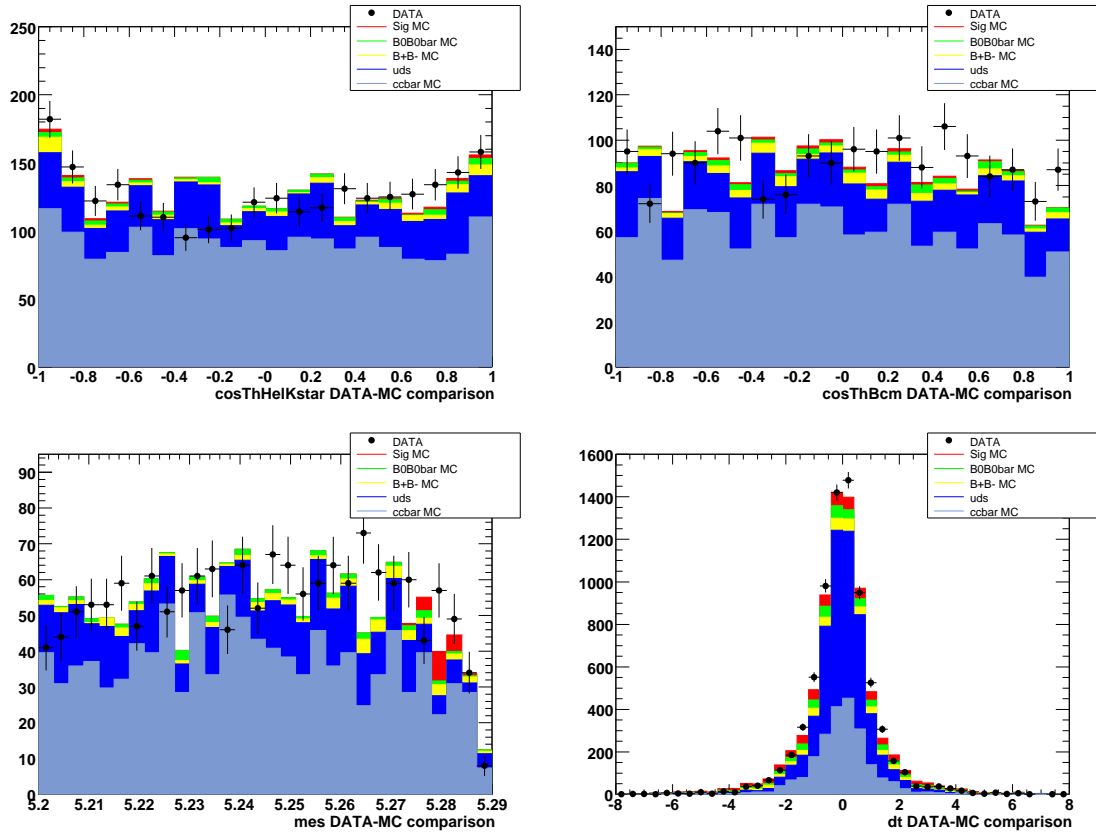 250
200
150
100
50
0
-1 -0.8 -0.6 -0.4 -0.2 -0 0.2 0.4 0.6 0.8 1
cosThHelKstar DATA-MC comparison
DATA
Sig MC
B0B0bar MC
B+B- MC
uds
ccbar MC
140
120
100
80
60
40
20
0
-1 -0.8 -0.6 -0.4 -0.2 -0 0.2 0.4 0.6 0.8 1
cosThBcm DATA-MC comparison
DATA
Sig MC
B0B0bar MC
B+B- MC
uds
ccbar MC
90
80
70
60
50
40
30
20
10
0
5.2 5.21 5.22 5.23 5.24 5.25 5.26 5.27 5.28 5.29
mes DATA-MC comparison
DATA
Sig MC
B0B0bar MC
B+B- MC
uds
ccbar MC
1600
1400
1200
1000
800
600
400
200
0
-8 -6 -4 -2 0 2 4 6 8
dt DATA-MC comparison
DATA
Sig MC
B0B0bar MC
B+B- MC
uds
ccbar MC